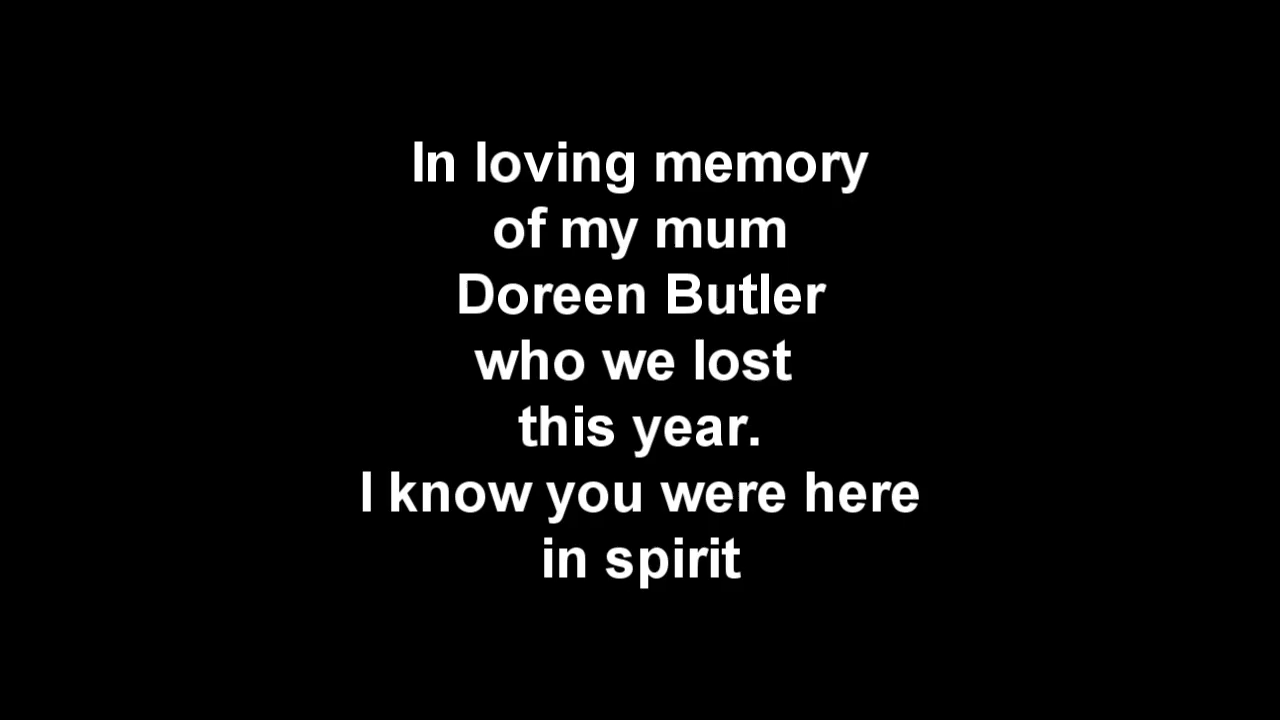 In loving memory
of my mum
Doreen Butler
who we lost
this year.
I know you were here
in spirit